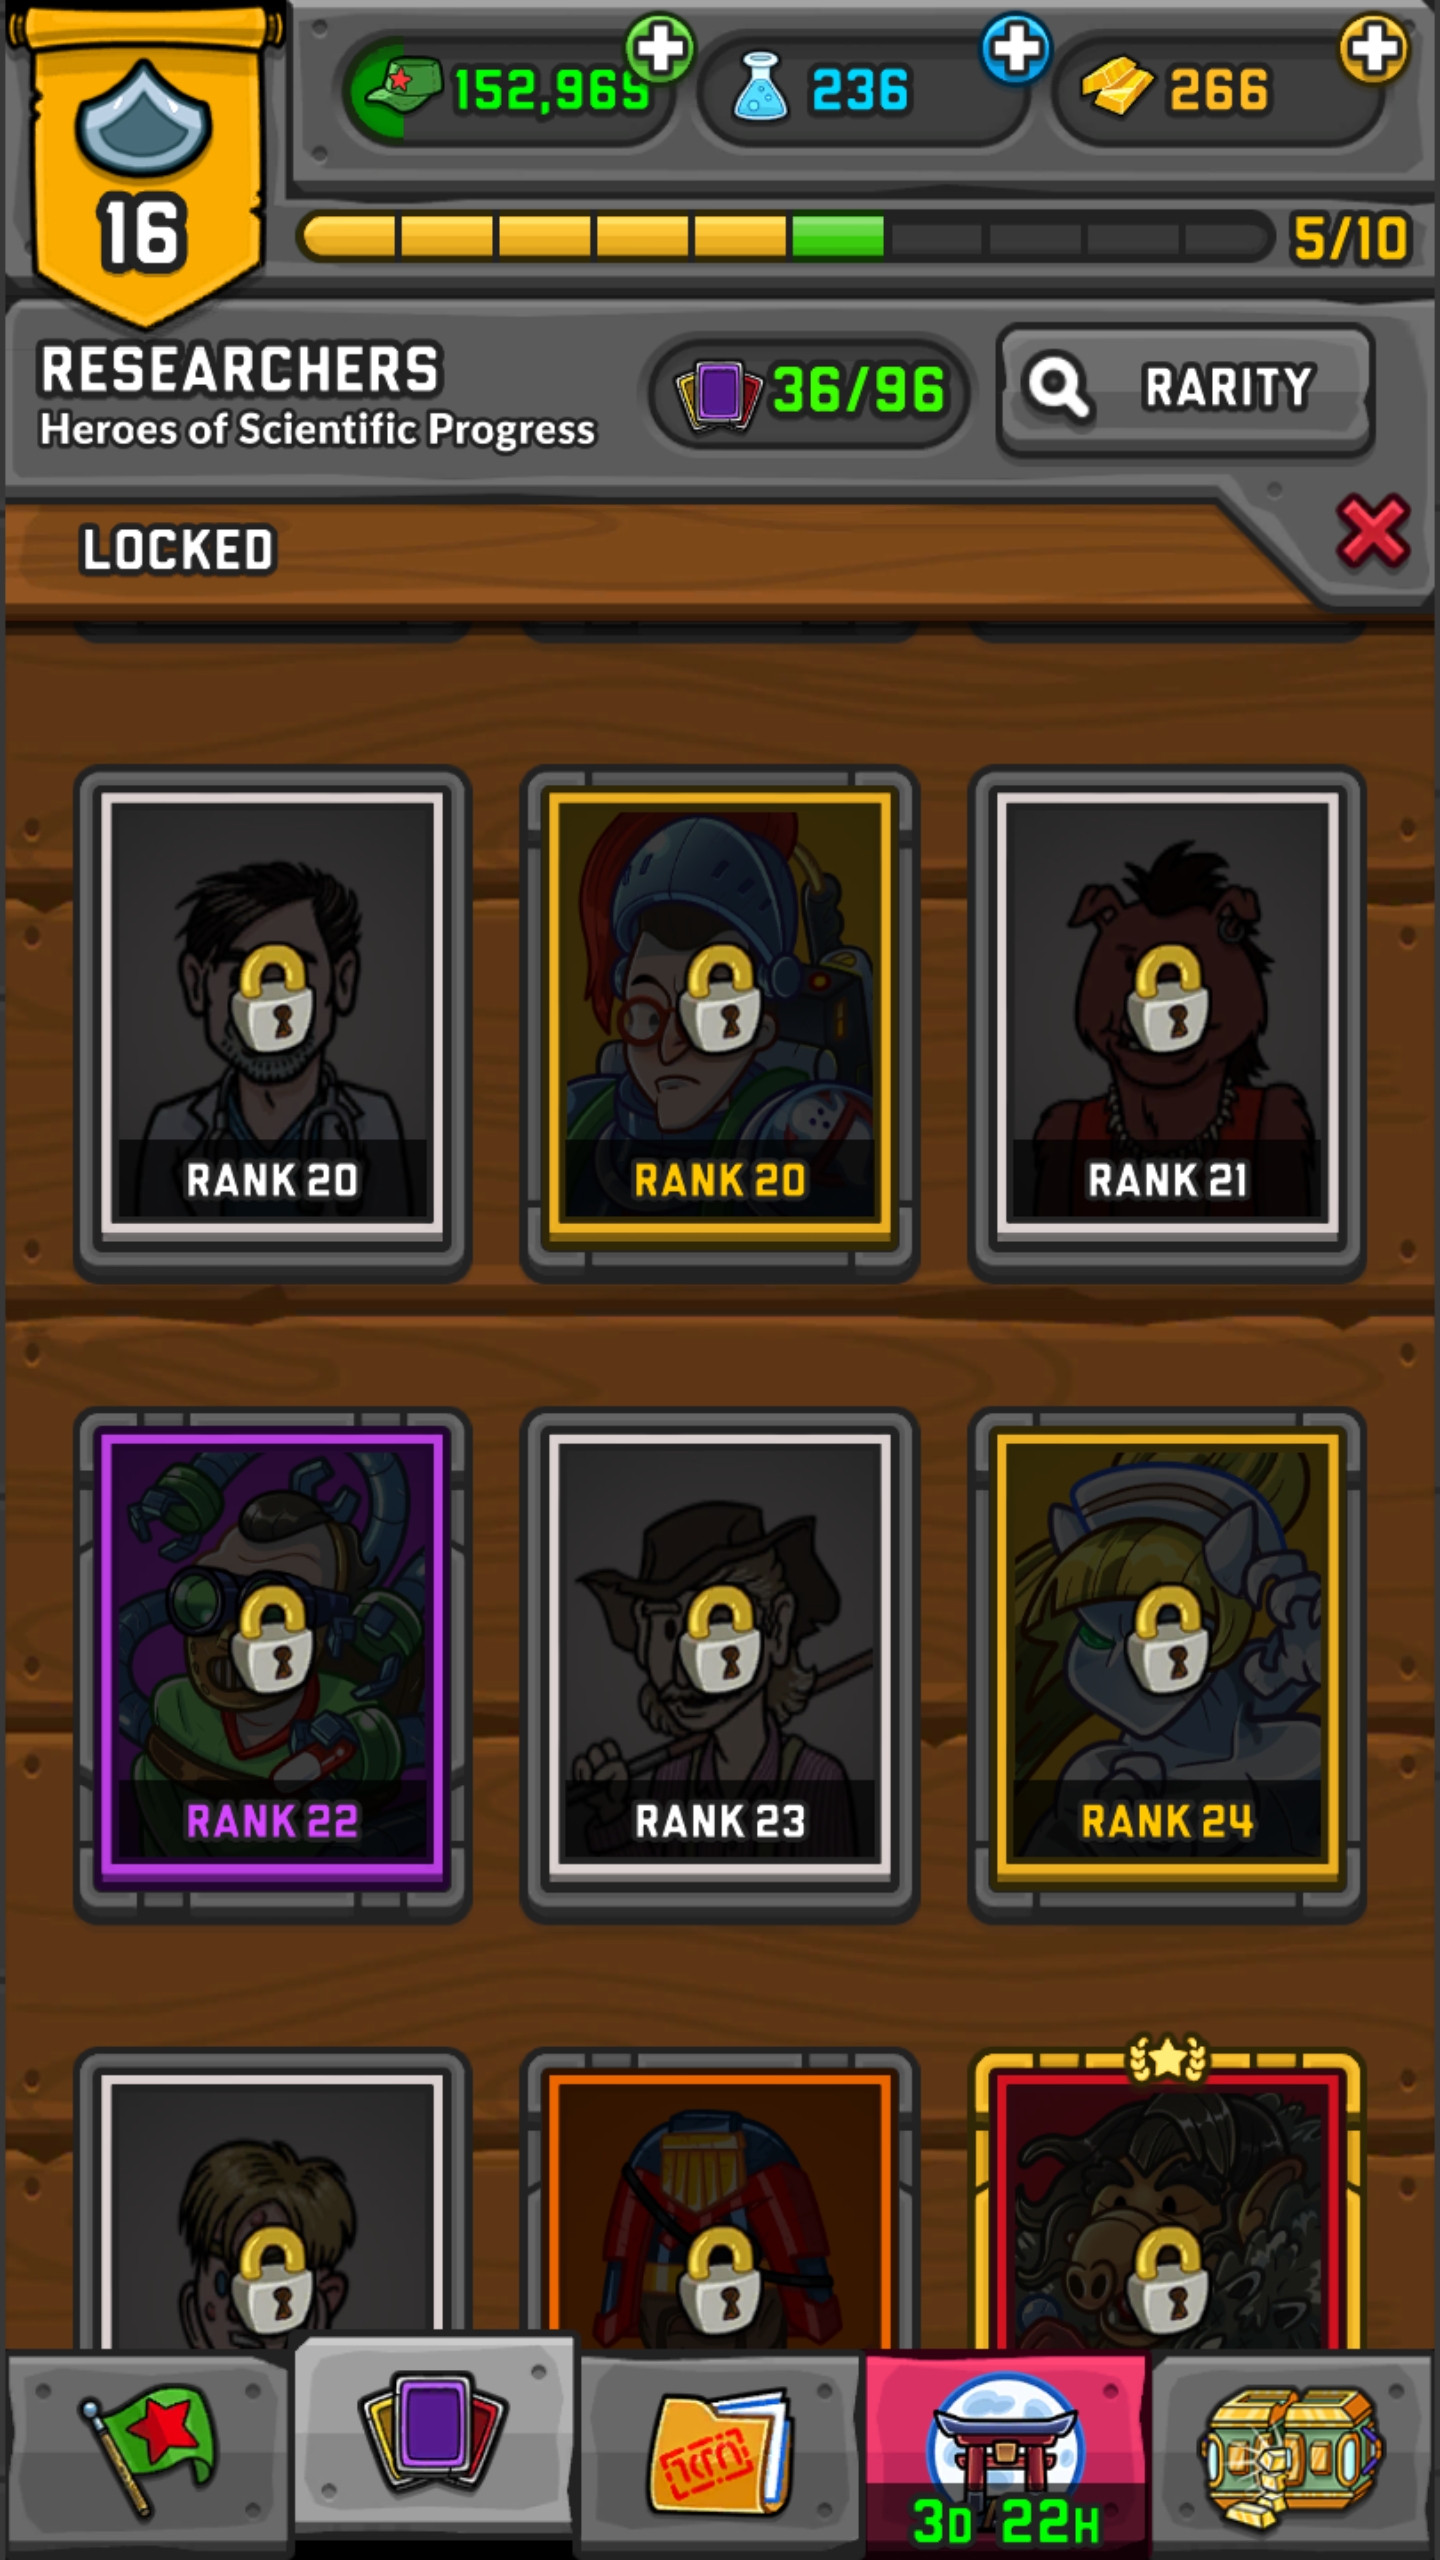 152,969
236
266
16
5/10
RESEARCHERS
Heroes of Scientific Progress
36/96
RARITY
LOCKED
RANK 20
RANK 20
RANK 21
RANK 22
RANK 23
RANK 24
3D 22H